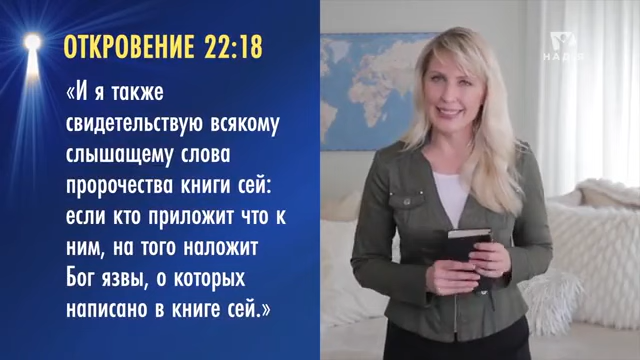 ОТКРОВЕНИЕ 22:18
«И я также
свидетельствую всякому
слышащему слова
пророчества книги сей:
если кто приложит что к
ним, на того наложит
Бог язвы, о которых
написано в книге сей.»